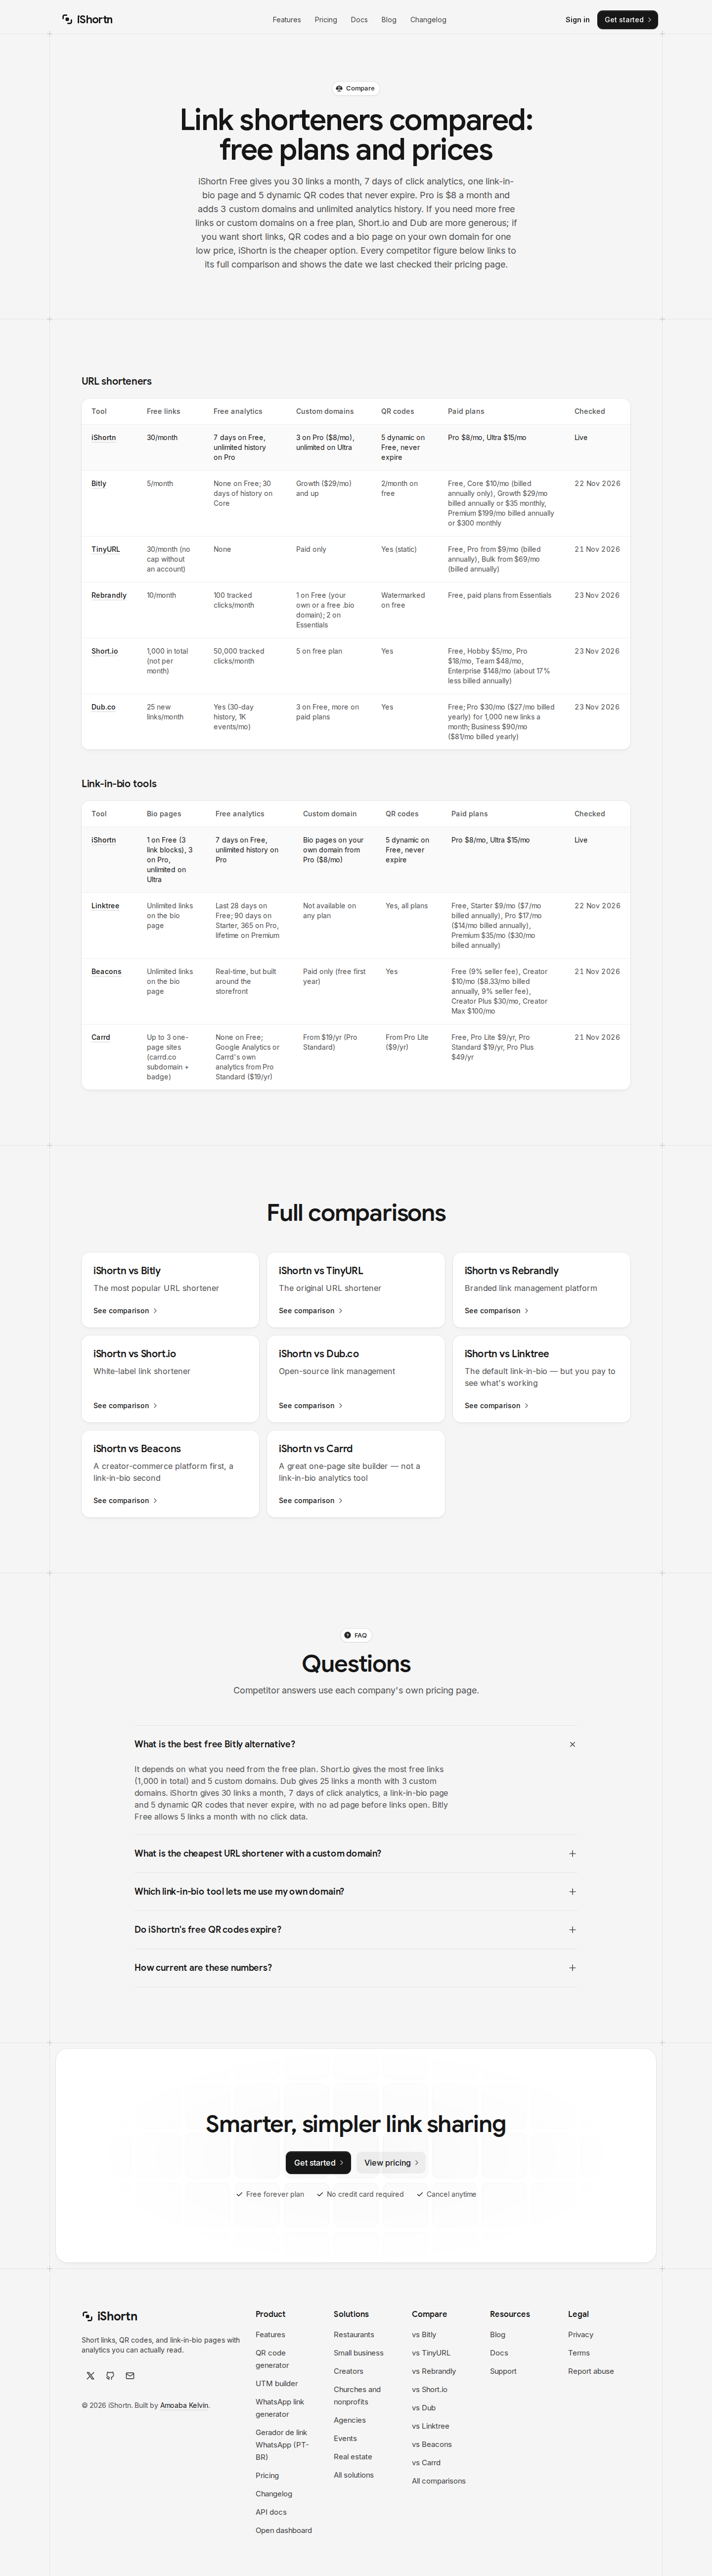 iShortn
Features
Pricing
Docs
Blog
Changelog
Sign in
Get started
Compare
Link shorteners compared:
free plans and prices
iShortn Free gives you 30 links a month, 7 days of click analytics, one link-in-
bio page and 5 dynamic QR codes that never expire. Pro is $8 a month and
adds 3 custom domains and unlimited analytics history. If you need more free
links or custom domains on a free plan, Short.io and Dub are more generous; if
you want short links, QR codes and a bio page on your own domain for one
low price, iShortn is the cheaper option. Every competitor figure below links to
its full comparison and shows the date we last checked their pricing page.
URL shorteners
Tool
Free links
Free analytics
Custom domains
QR codes
Paid plans
Checked
iShortn
30/month
7 days on Free,
unlimited history
on Pro
3 on Pro ($8/mo),
unlimited on Ultra
5 dynamic on
Free, never
expire
Pro $8/mo, Ultra $15/mo
Live
Bitly
5/month
None on Free; 30
days of history on
Core
Growth ($29/mo)
and up
2/month on
free
Free, Core $10/mo (billed
annually only), Growth $29/mo
billed annually or $35 monthly,
Premium $199/mo billed annually
or $300 monthly
22 Nov 2026
TinyURL
30/month (no
cap without
an account)
None
Paid only
Yes (static)
Free, Pro from $9/mo (billed
annually), Bulk from $69/mo
(billed annually)
21 Nov 2026
Rebrandly
10/month
100 tracked
clicks/month
1 on Free (your
own or a free .bio
domain); 2 on
Essentials
Watermarked
on free
Free, paid plans from Essentials
23 Nov 2026
Short.io
1,000 in total
(not per
month)
50,000 tracked
clicks/month
5 on free plan
Yes
Free, Hobby $5/mo, Pro
$18/mo, Team $48/mo,
Enterprise $148/mo (about 17%
less billed annually)
23 Nov 2026
Dub.co
25 new
links/month
Yes (30-day
history, 1K
events/mo)
3 on Free, more on
paid plans
Yes
Free; Pro $30/mo ($27/mo billed
yearly) for 1,000 new links a
month; Business $90/mo
($81/mo billed yearly)
23 Nov 2026
Link-in-bio tools
Tool
Bio pages
Free analytics
Custom domain
QR codes
Paid plans
Checked
iShortn
1 on Free (3
link blocks), 3
on Pro,
unlimited on
Ultra
7 days on Free,
unlimited history on
Pro
Bio pages on your
own domain from
Pro ($8/mo)
5 dynamic on
Free, never
expire
Pro $8/mo, Ultra $15/mo
Live
Linktree
Unlimited links
on the bio
page
Last 28 days on
Free; 90 days on
Starter, 365 on Pro,
lifetime on Premium
Not available on
any plan
Yes, all plans
Free, Starter $9/mo ($7/mo
billed annually), Pro $17/mo
($14/mo billed annually),
Premium $35/mo ($30/mo
billed annually)
22 Nov 2026
Beacons
Unlimited links
on the bio
page
Real-time, but built
around the
storefront
Paid only (free first
year)
Yes
Free (9% seller fee), Creator
$10/mo ($8.33/mo billed
annually, 9% seller fee),
Creator Plus $30/mo, Creator
Max $100/mo
21 Nov 2026
Carrd
Up to 3 one-
page sites
(carrd.co
subdomain +
badge)
None on Free;
Google Analytics or
Carrd's own
analytics from Pro
Standard ($19/yr)
From $19/yr (Pro
Standard)
From Pro Lite
($9/yr)
Free, Pro Lite $9/yr, Pro
Standard $19/yr, Pro Plus
$49/yr
21 Nov 2026
Full comparisons
iShortn vs Bitly
The most popular URL shortener
See comparison
iShortn vs TinyURL
The original URL shortener
See comparison
iShortn vs Rebrandly
Branded link management platform
See comparison
iShortn vs Short.io
White-label link shortener
See comparison
iShortn vs Dub.co
Open-source link management
See comparison
iShortn vs Linktree
The default link-in-bio — but you pay to
see what's working
See comparison
iShortn vs Beacons
A creator-commerce platform first, a
link-in-bio second
See comparison
iShortn vs Carrd
A great one-page site builder — not a
link-in-bio analytics tool
See comparison
FAQ
Questions
Competitor answers use each company's own pricing page.
What is the best free Bitly alternative?
It depends on what you need from the free plan. Short.io gives the most free links
(1,000 in total) and 5 custom domains. Dub gives 25 links a month with 3 custom
domains. iShortn gives 30 links a month, 7 days of click analytics, a link-in-bio page
and 5 dynamic QR codes that never expire, with no ad page before links open. Bitly
Free allows 5 links a month with no click data.
What is the cheapest URL shortener with a custom domain?
Which link-in-bio tool lets me use my own domain?
Do iShortn's free QR codes expire?
How current are these numbers?
Smarter, simpler link sharing
Get started
View pricing
Free forever plan
No credit card required
Cancel anytime
iShortn
Short links, QR codes, and link-in-bio pages with
analytics you can actually read.
© 2026 iShortn. Built by Amoaba Kelvin.
Product
Features
QR code
generator
UTM builder
WhatsApp link
generator
Gerador de link
WhatsApp (PT-
BR)
Pricing
Changelog
API docs
Open dashboard
Solutions
Restaurants
Small business
Creators
Churches and
nonprofits
Agencies
Events
Real estate
All solutions
Compare
vs Bitly
vs TinyURL
vs Rebrandly
vs Short.io
vs Dub
vs Linktree
vs Beacons
vs Carrd
All comparisons
Resources
Blog
Docs
Support
Legal
Privacy
Terms
Report abuse